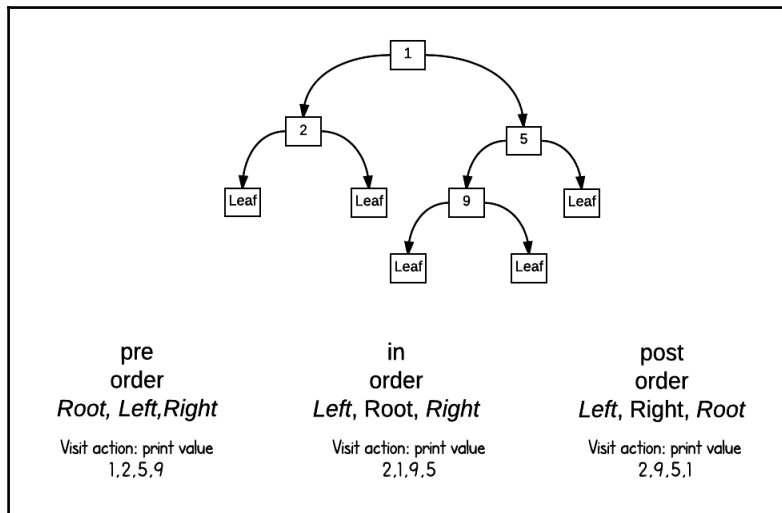 1
2
5
Leaf
Leaf
9
Leaf
Leaf
Leaf
pre
order
Root, Left,Right
Visit action: print value
1,2,5,9
in
order
Left, Root, Right
Visit action: print value
2,1,9,5
post
order
Left, Right, Root
Visit action: print value
2,9,5,1